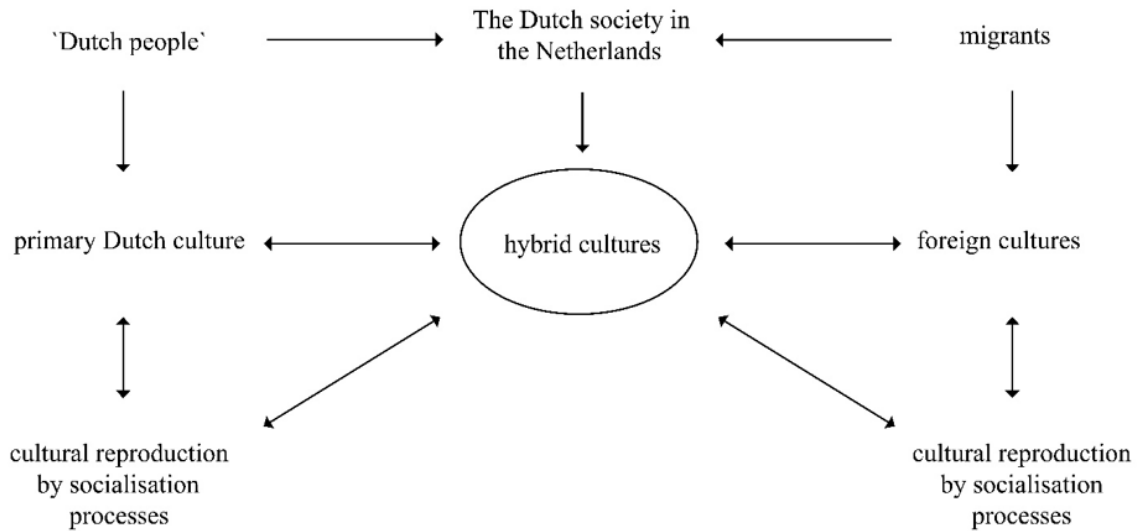 `Dutch people`
The Dutch society in
the Netherlands
migrants
primary Dutch culture
hybrid cultures
foreign cultures
cultural reproduction
by socialisation
processes
cultural reproduction
by socialisation
processes